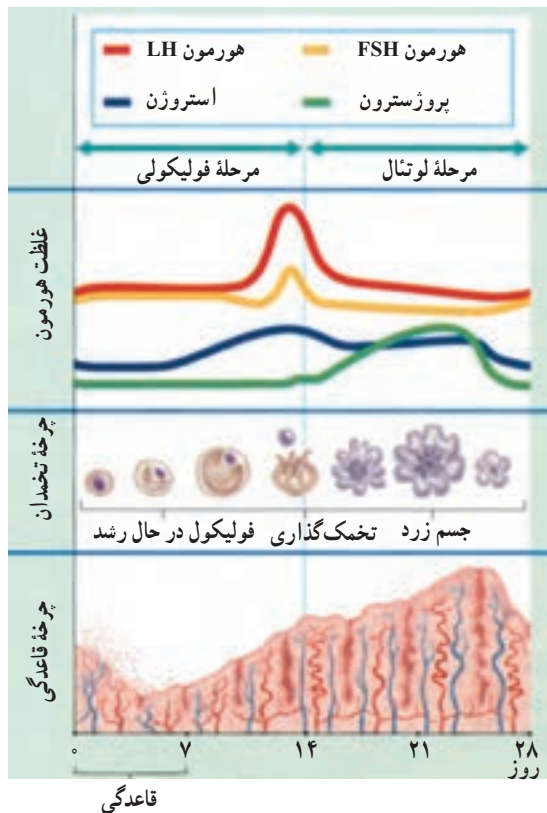 هورمون LH هورمون FSH
استروژن پروژسترون
مرحلهٔ فولیکولی مرحلهٔ لوتئال
غلظت هورمون
چرخهٔ تخمدان
فولیکول در حال رشد تخمک‌گذاری جسم زرد
چرخهٔ قاعدگی
۰ ۷ ۱۴ ۲۱ ۲۸
روز
قاعدگی